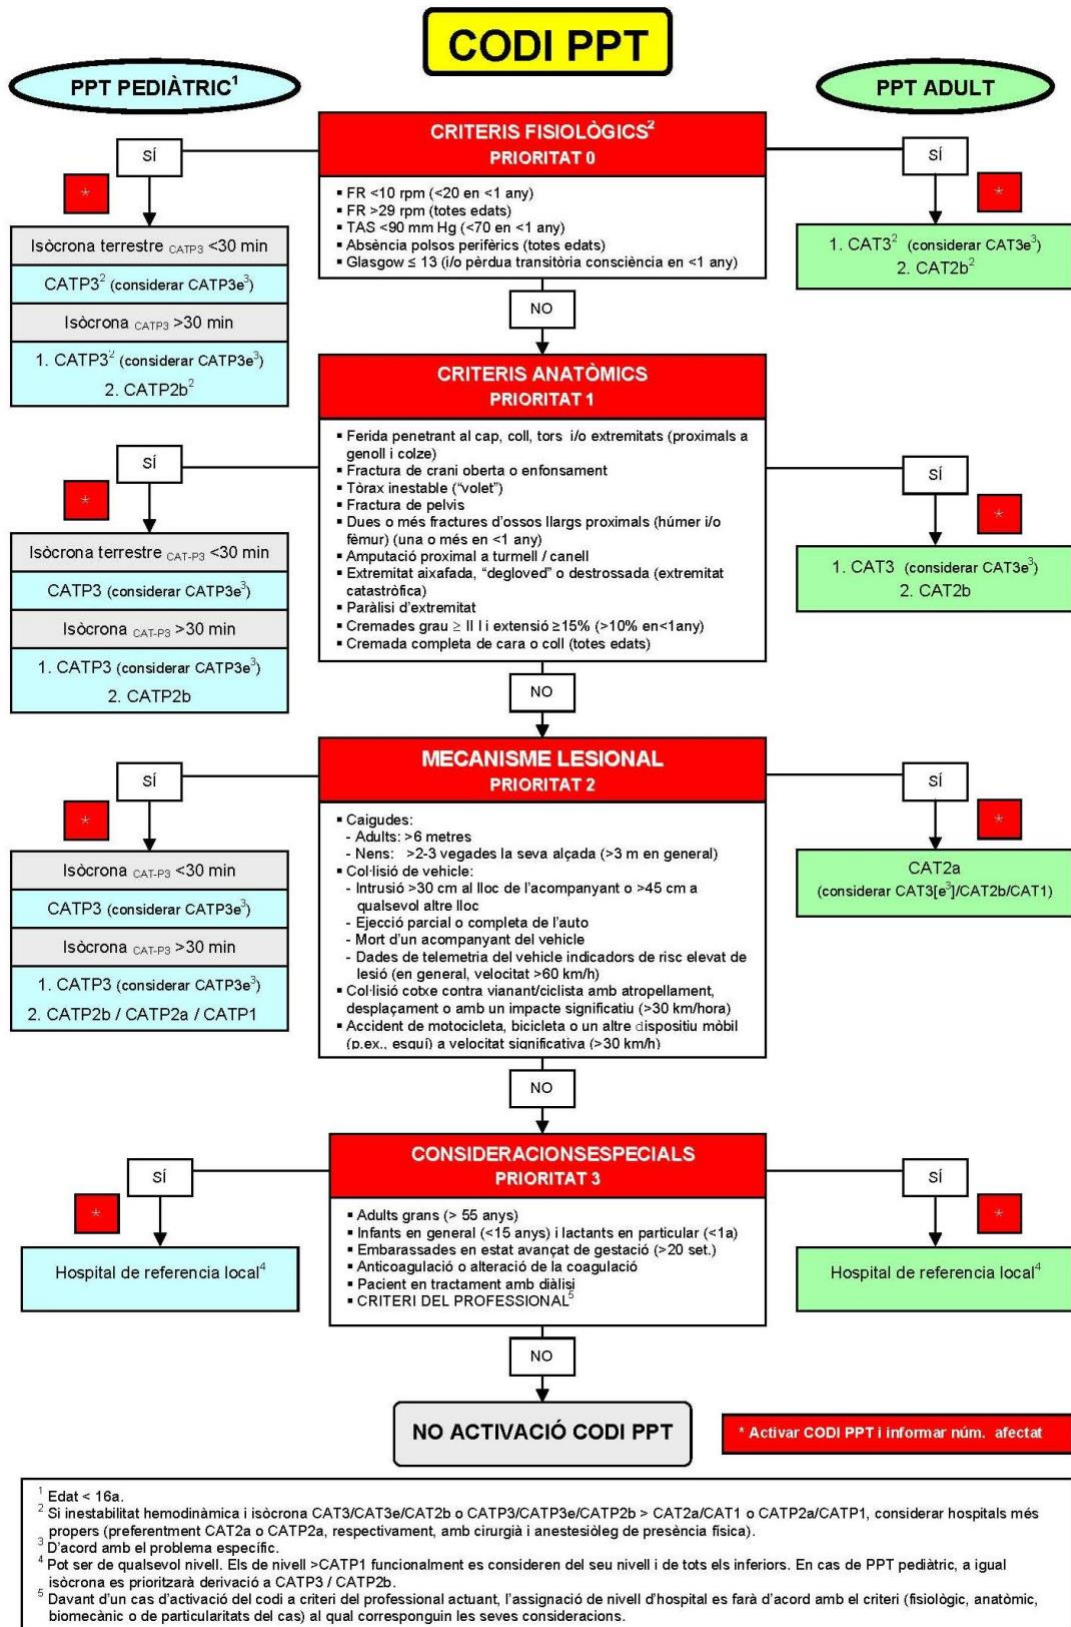 CODI PPT
PPT PEDIÀTRIC¹
PPT ADULT
CRITERIS FISIOLÒGICS²
PRIORITAT 0
SÍ
SÍ
*
*
▪ FR <10 rpm (<20 en <1 any)
▪ FR >29 rpm (totes edats)
▪ TAS <90 mm Hg (<70 en <1 any)
▪ Absència polsos perifèrics (totes edats)
▪ Glasgow ≤ 13 (i/o pèrdua transitòria consciència en <1 any)
Isòcrona terrestre CATP3 <30 min
CATP3² (considerar CATP3e³)
Isòcrona CATP3 >30 min
1. CATP3² (considerar CATP3e³)
2. CATP2b²
1. CAT3² (considerar CAT3e³)
2. CAT2b²
NO
CRITERIS ANATÒMICS
PRIORITAT 1
SÍ
SÍ
*
*
▪ Ferida penetrant al cap, coll, tors i/o extremitats (proximals a
genoll i colze)
▪ Fractura de crani oberta o enfonsament
▪ Tòrax inestable ("volet")
▪ Fractura de pelvis
▪ Dues o més fractures d'ossos llargs proximals (húmer i/o
fèmur) (una o més en <1 any)
▪ Amputació proximal a turmell / canell
▪ Extremitat aixafada, "degloved" o destrossada (extremitat
catastròfica)
▪ Paràlisi d'extremitat
▪ Cremades grau ≥ II I i extensió ≥15% (>10% en<1any)
▪ Cremada completa de cara o coll (totes edats)
Isòcrona terrestre CAT-P3 <30 min
CATP3 (considerar CATP3e³)
Isòcrona CAT-P3 >30 min
1. CATP3 (considerar CATP3e³)
2. CATP2b
1. CAT3 (considerar CAT3e³)
2. CAT2b
NO
MECANISME LESIONAL
PRIORITAT 2
SÍ
SÍ
*
*
▪ Caigudes:
- Adults: >6 metres
- Nens: >2-3 vegades la seva alçada (>3 m en general)
▪ Col·lisió de vehicle:
- Intrusió >30 cm al lloc de l'acompanyant o >45 cm a
qualsevol altre lloc
- Ejecció parcial o completa de l'auto
- Mort d'un acompanyant del vehicle
- Dades de telemetria del vehicle indicadors de risc elevat de
lesió (en general, velocitat >60 km/h)
▪ Col·lisió cotxe contra vianant/ciclista amb atropellament,
desplaçament o amb un impacte significatiu (>30 km/hora)
▪ Accident de motocicleta, bicicleta o un altre dispositiu mòbil
(p.ex., esquí) a velocitat significativa (>30 km/h)
Isòcrona CAT-P3 <30 min
CATP3 (considerar CATP3e³)
Isòcrona CAT-P3 >30 min
1. CATP3 (considerar CATP3e³)
2. CATP2b / CATP2a / CATP1
CAT2a
(considerar CAT3[e³]/CAT2b/CAT1)
NO
CONSIDERACIONSESPECIALS
PRIORITAT 3
SÍ
SÍ
*
*
▪ Adults grans (> 55 anys)
▪ Infants en general (<15 anys) i lactants en particular (<1a)
▪ Embarassades en estat avançat de gestació (>20 set.)
▪ Anticoagulació o alteració de la coagulació
▪ Pacient en tractament amb diàlisi
▪ CRITERI DEL PROFESSIONAL⁵
Hospital de referencia local⁴
Hospital de referencia local⁴
NO
NO ACTIVACIÓ CODI PPT
* Activar CODI PPT i informar núm. afectat
¹ Edat < 16a.
² Si inestabilitat hemodinàmica i isòcrona CAT3/CAT3e/CAT2b o CATP3/CATP3e/CATP2b > CAT2a/CAT1 o CATP2a/CATP1, considerar hospitals més
propers (preferentment CAT2a o CATP2a, respectivament, amb cirurgià i anestesiòleg de presència física).
³ D'acord amb el problema específic.
⁴ Pot ser de qualsevol nivell. Els de nivell >CATP1 funcionalment es consideren del seu nivell i de tots els inferiors. En cas de PPT pediàtric, a igual
isòcrona es prioritzarà derivació a CATP3 / CATP2b.
⁵ Davant d'un cas d'activació del codi a criteri del professional actuant, l'assignació de nivell d'hospital es farà d'acord amb el criteri (fisiològic, anatòmic,
biomecànic o de particularitats del cas) al qual corresponguin les seves consideracions.